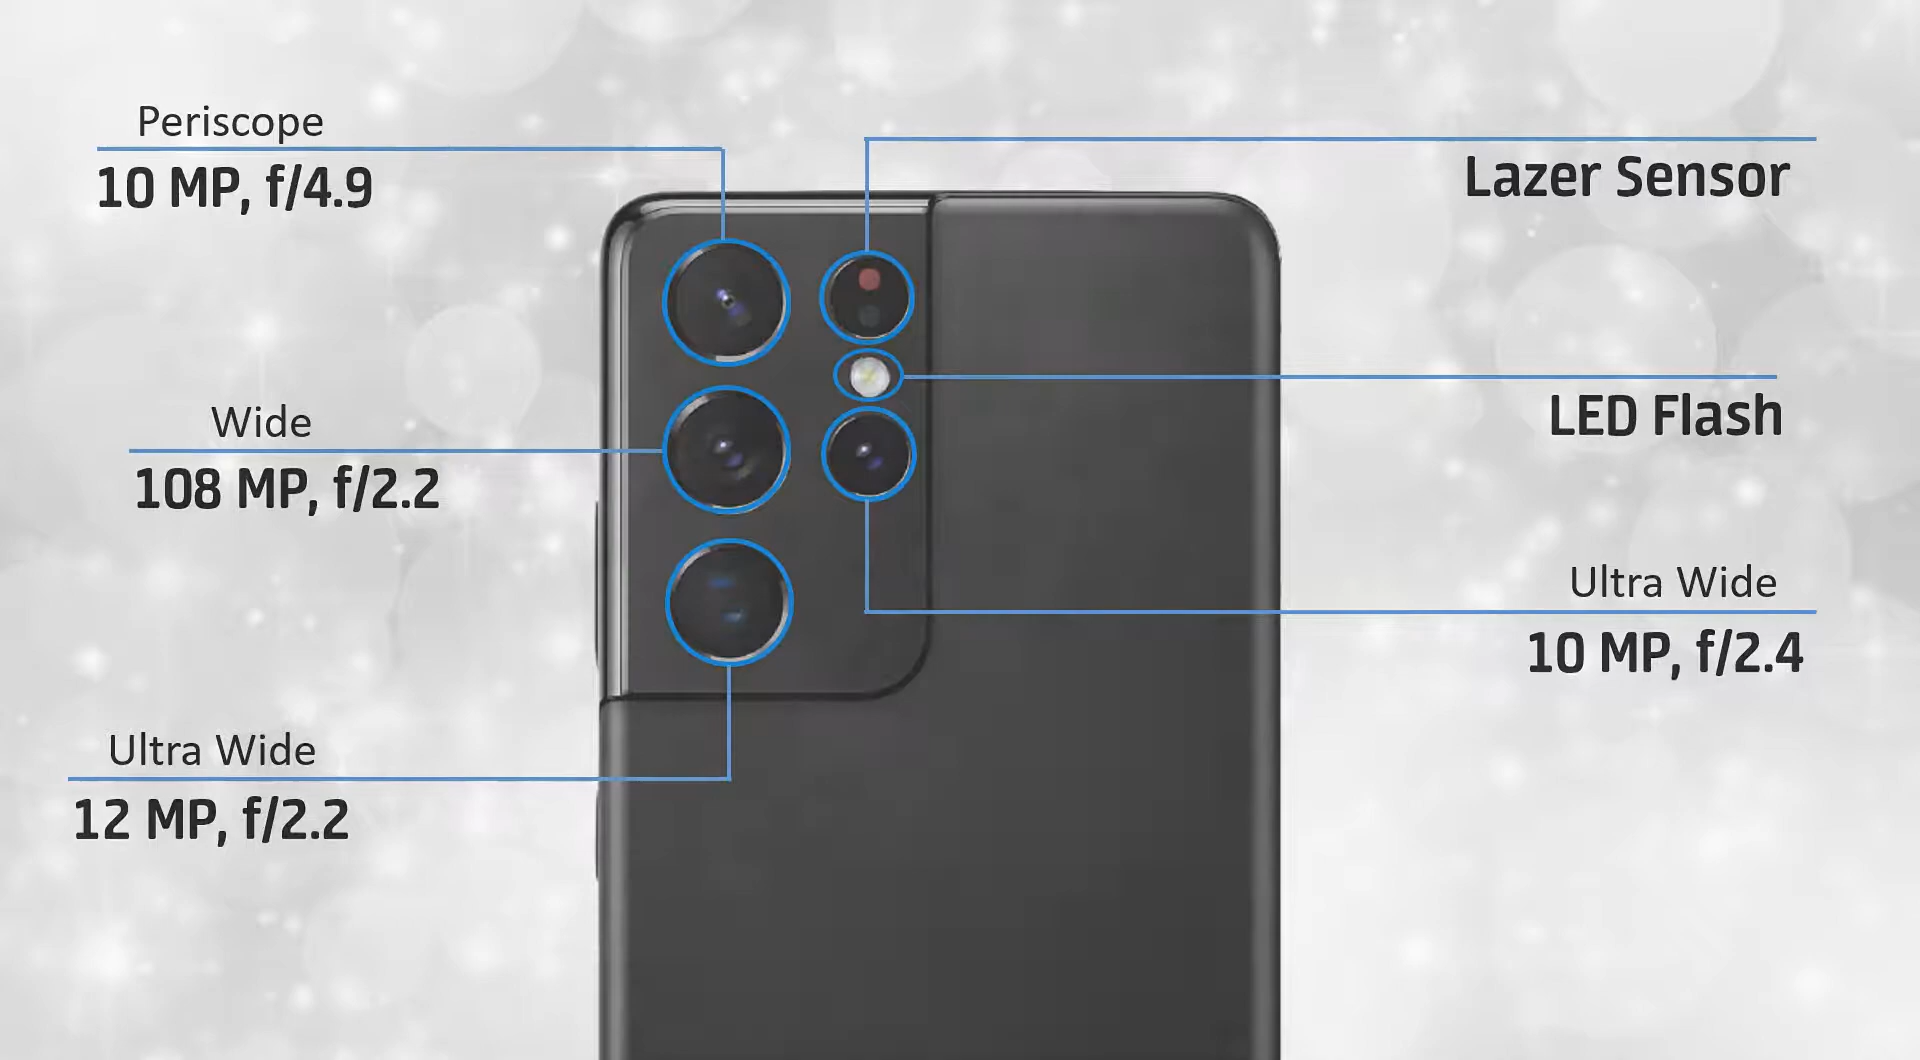 Periscope
10 MP, f/4.9
Wide
108 MP, f/2.2
Ultra Wide
12 MP, f/2.2
Lazer Sensor
LED Flash
Ultra Wide
10 MP, f/2.4